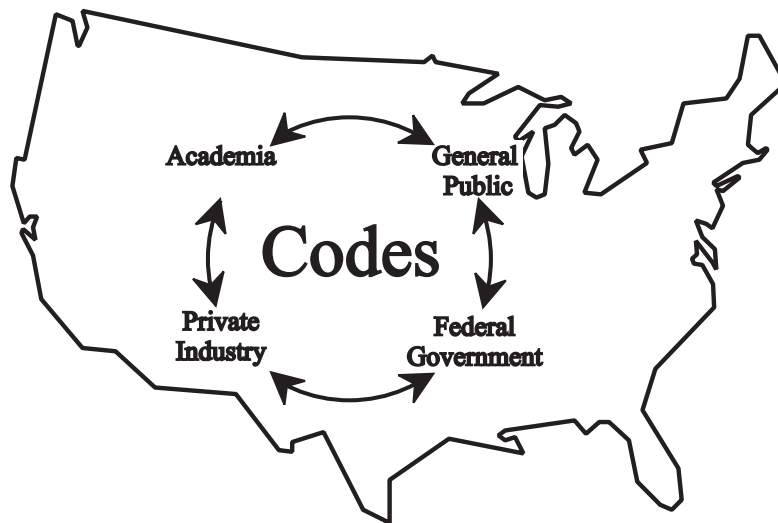 Academia
General
Public
Codes
Private
Industry
Federal
Government